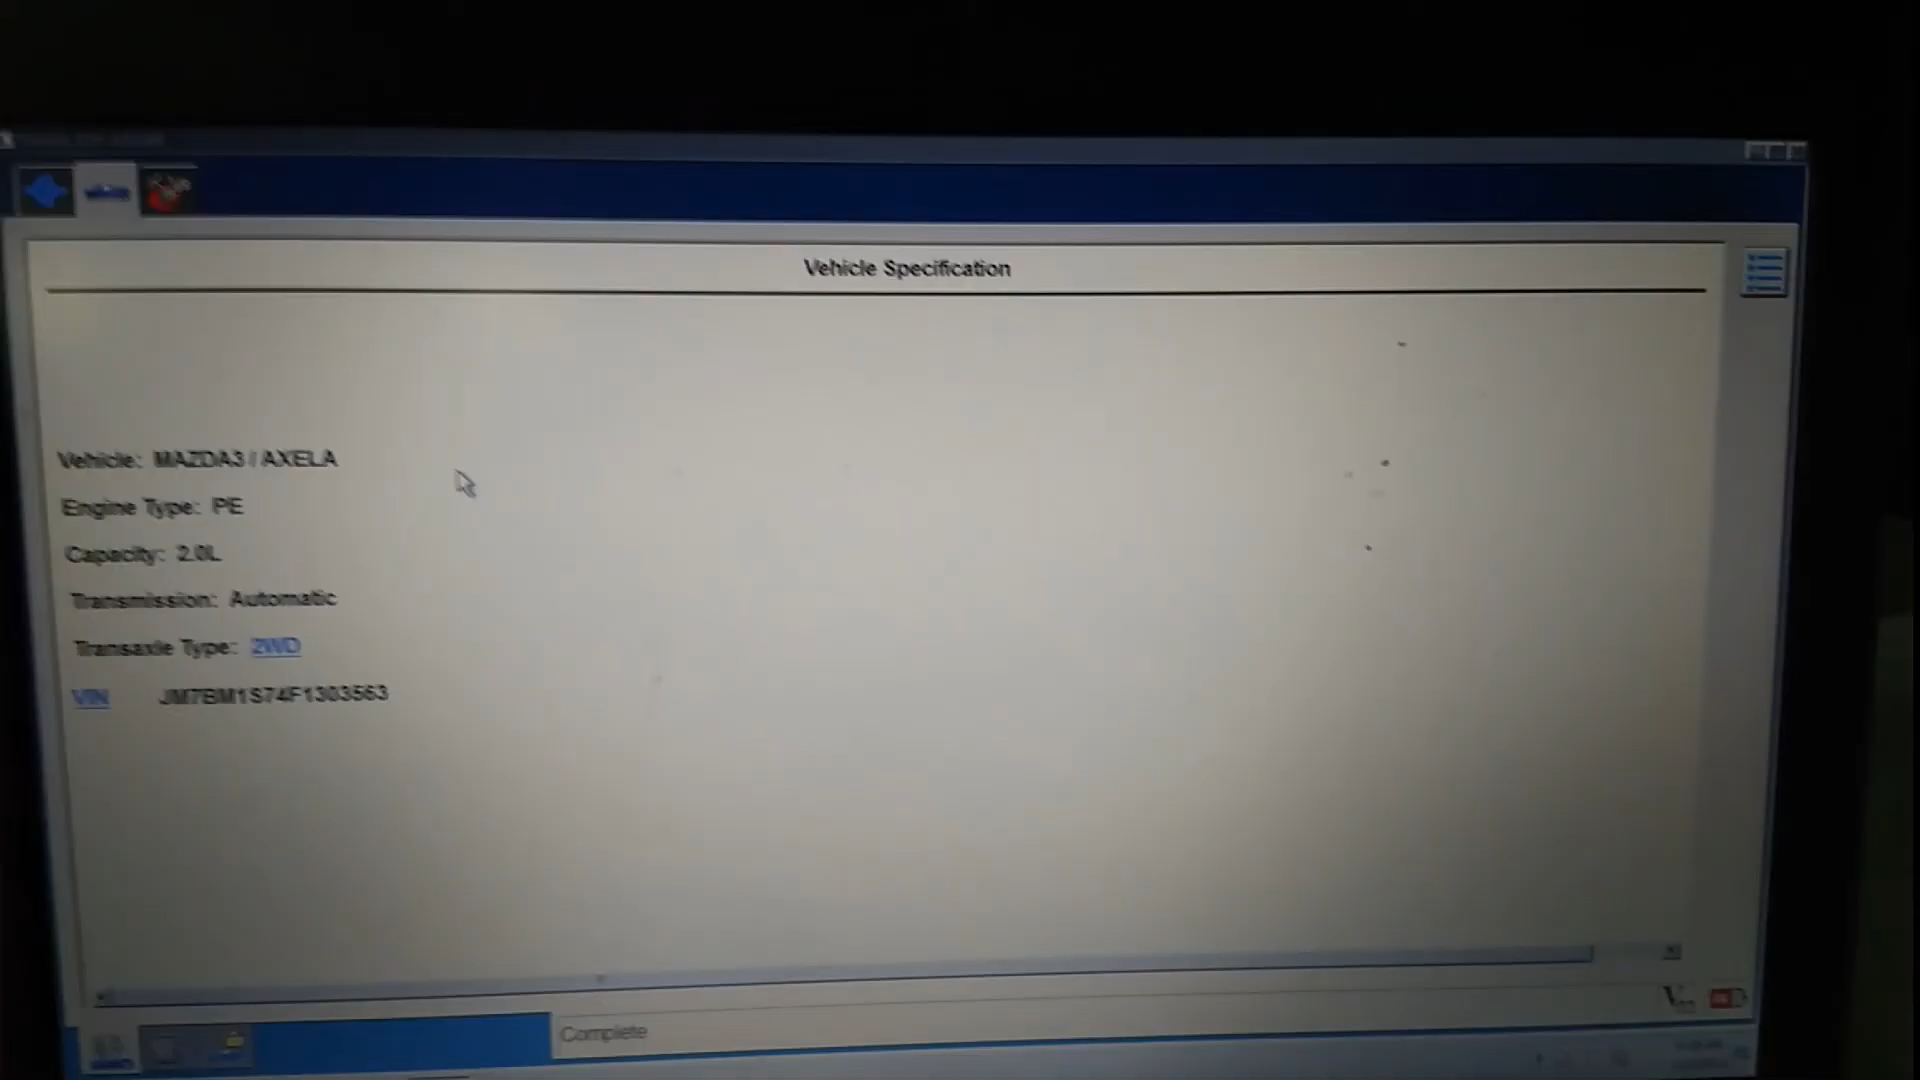 Vehicle Specification
Vehicle: MAZDA3 / AXELA
Engine Type: PE
Capacity: 2.0L
Transmission: Automatic
Transaxle Type: 2WD
VIN JM7BM1S74F1303563
Complete